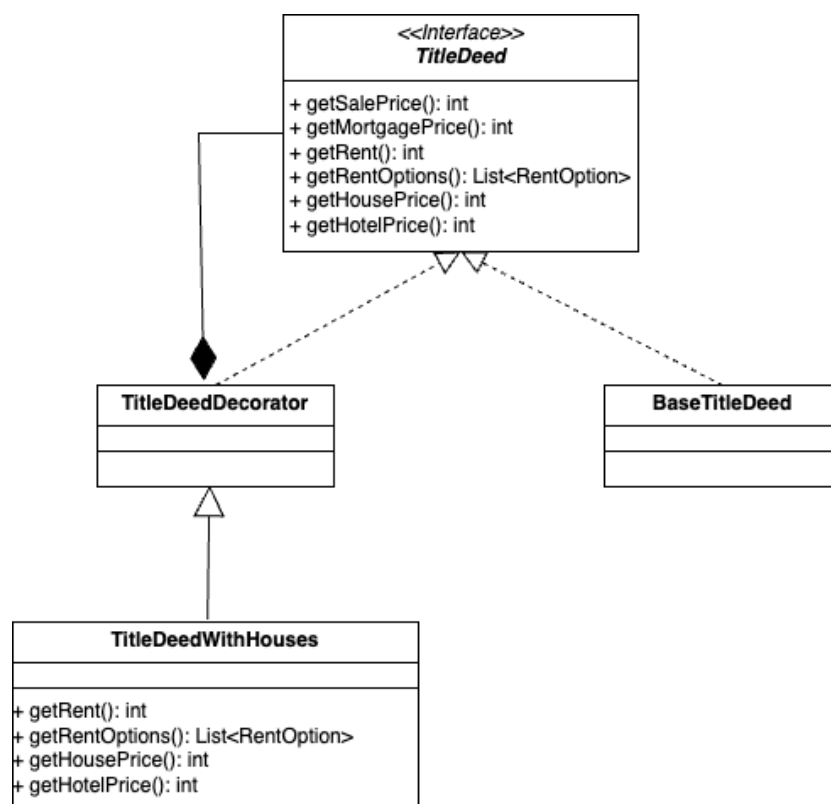 <<Interface>>
TitleDeed
+ getSalePrice(): int
+ getMortgagePrice(): int
+ getRent(): int
+ getRentOptions(): List<RentOption>
+ getHousePrice(): int
+ getHotelPrice(): int
TitleDeedDecorator
BaseTitleDeed
TitleDeedWithHouses
+ getRent(): int
+ getRentOptions(): List<RentOption>
+ getHousePrice(): int
+ getHotelPrice(): int